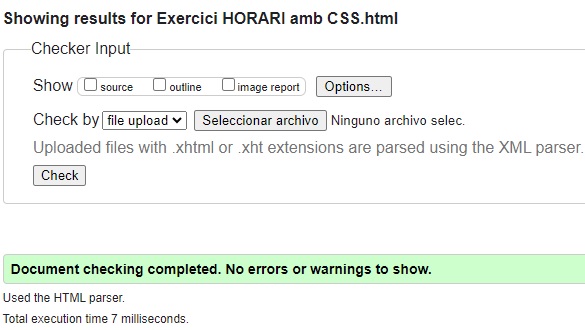 Showing results for Exercici HORARI amb CSS.html
Checker Input
Show source outline image report Options...
Check by file upload Seleccionar archivo Ninguno archivo selec.
Uploaded files with .xhtml or .xht extensions are parsed using the XML parser.
Check
Document checking completed. No errors or warnings to show.
Used the HTML parser.
Total execution time 7 milliseconds.